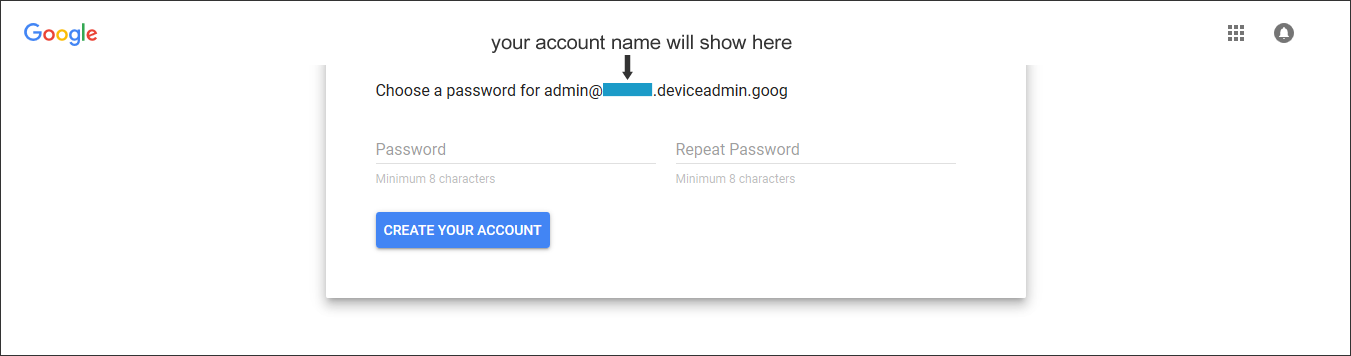 Google
your account name will show here
Choose a password for admin@ .deviceadmin.goog
Password Repeat Password
Minimum 8 characters Minimum 8 characters
CREATE YOUR ACCOUNT